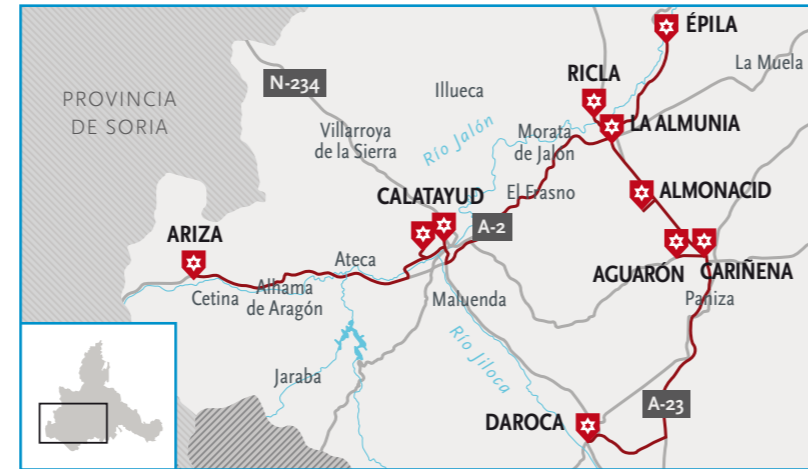 ÉPILA
La Muela
RICLA
N-234
Illueca
PROVINCIA
DE SORIA
LA ALMUNIA
Villarroya
de la Sierra
Río Jalón
Morata
de Jalón
El Frasno
ALMONACID
CALATAYUD
A-2
ARIZA
Ateca
AGUARÓN
CARIÑENA
Cetina
Alhama
de Aragón
Maluenda
Paniza
Río Jiloca
Jaraba
A-23
DAROCA